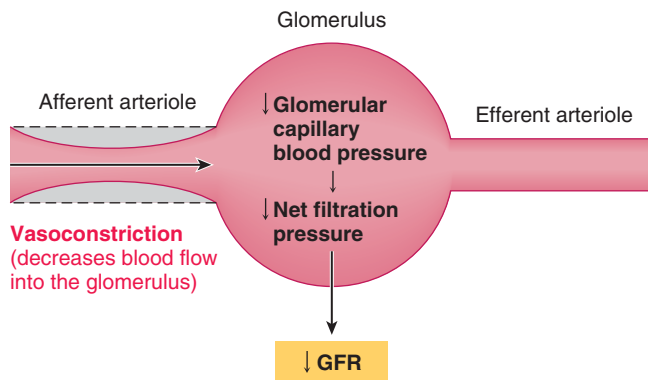 Glomerulus
Afferent arteriole
Efferent arteriole
↓Glomerular
capillary
blood pressure
↓
↓Net filtration
pressure
Vasoconstriction
(decreases blood flow
into the glomerulus)
↓ GFR